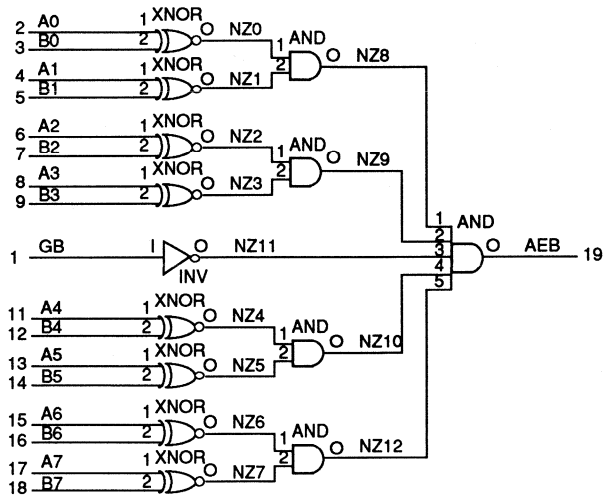 XNOR
2 A0 1 O NZ0
3 B0 2 1 AND
O NZ8
XNOR
4 A1 1 O NZ1 2
5 B1 2
XNOR
6 A2 1 O NZ2
7 B2 2 1 AND
O NZ9
XNOR
8 A3 1 O NZ3 2
9 B3 2
1 AND
2
1 GB I O NZ11 3 O AEB 19
INV
4
5
XNOR
11 A4 1 O NZ4
12 B4 2 1 AND
O NZ10
XNOR
13 A5 1 O NZ5 2
14 B5 2
XNOR
15 A6 1 O NZ6
16 B6 2 1 AND
O NZ12
XNOR
17 A7 1 O NZ7 2
18 B7 2